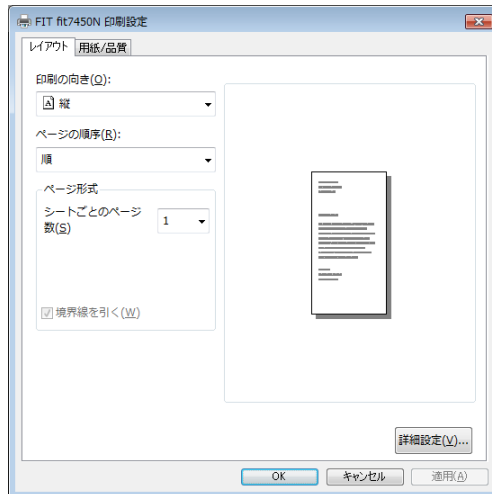 FIT fit7450N 印刷設定
レイアウト 用紙/品質
印刷の向き(O):
A 縦
ページの順序(R):
順
ページ形式
シートごとのページ
数(S)
1
境界線を引く(W)
詳細設定(V)...
OK キャンセル 適用(A)